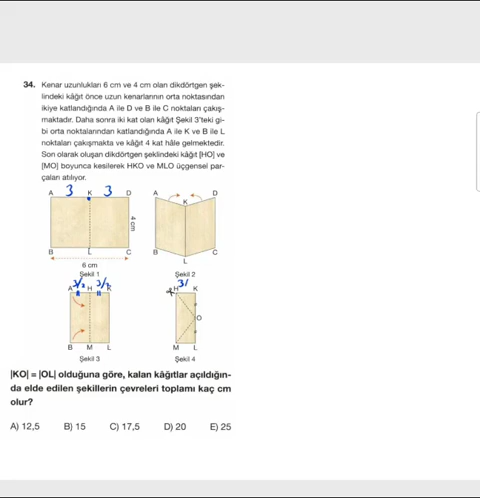 34. Kenar uzunlukları 6 cm ve 4 cm olan dikdörtgen şek-
lindeki kâğıt önce uzun kenarlarının orta noktasından
ikiye katlandığında A ile D ve B ile C noktaları çakış-
maktadır. Daha sonra iki kat olan kâğıt Şekil 3'teki gi-
bi orta noktalarından katlandığında A ile K ve B ile L
noktaları çakışmakta ve kâğıt 4 kat hâle gelmektedir.
Son olarak oluşan dikdörtgen şeklindeki kâğıt [HO] ve
[MO] boyunca kesilerek HKO ve MLO üçgensel par-
çaları atılıyor.
A 3 K 3 D
4 cm
B L C
6 cm
Şekil 1
A D
K
B C
L
Şekil 2
A 3/2 H 3/2 K
B M L
Şekil 3
H K
O
M L
Şekil 4
|KO| = |OL| olduğuna göre, kalan kâğıtlar açıldığın-
da elde edilen şekillerin çevreleri toplamı kaç cm
olur?
A) 12,5 B) 15 C) 17,5 D) 20 E) 25